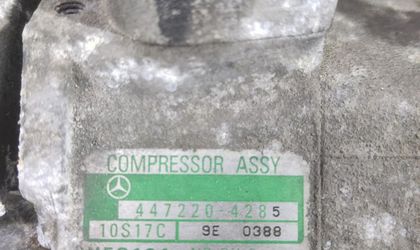 COMPRESSOR ASSY
447220-4285
10S17C 9E 0388